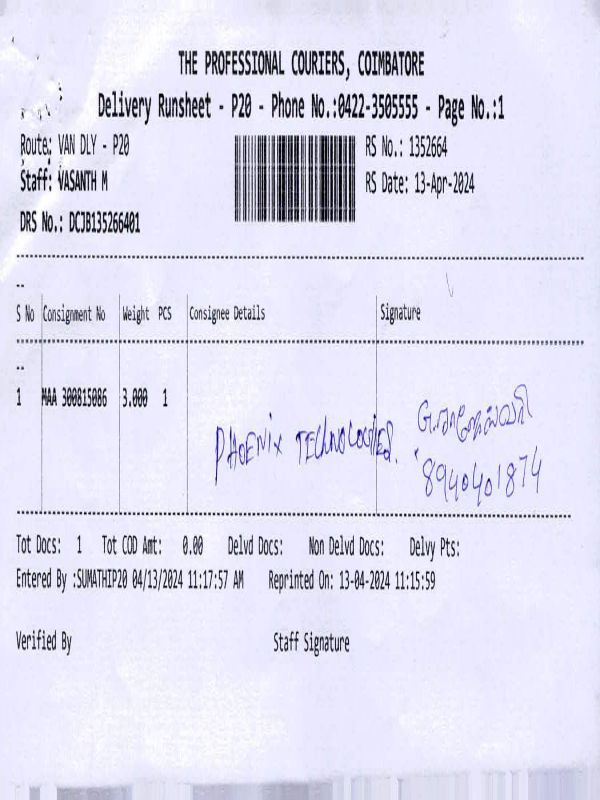 THE PROFESSIONAL COURIERS, COIMBATORE
Delivery Runsheet - P20 - Phone No.:0422-3505555 - Page No.:1
Route: VAN DLY - P20
RS No.: 1352664
Staff: VASANTH M
RS Date: 13-Apr-2024
DRS No.: DCJB135266401
--
S No Consignment No Weight PCS Consignee Details Signature
--
1 MAA 300815086 3.000 1
PHOENIX TECHNOLOGIES.
8940401874
Tot Docs: 1 Tot COD Amt: 0.00 Delvd Docs: Non Delvd Docs: Delvy Pts:
Entered By :SUMATHIP20 04/13/2024 11:17:57 AM Reprinted On: 13-04-2024 11:15:59
Verified By Staff Signature